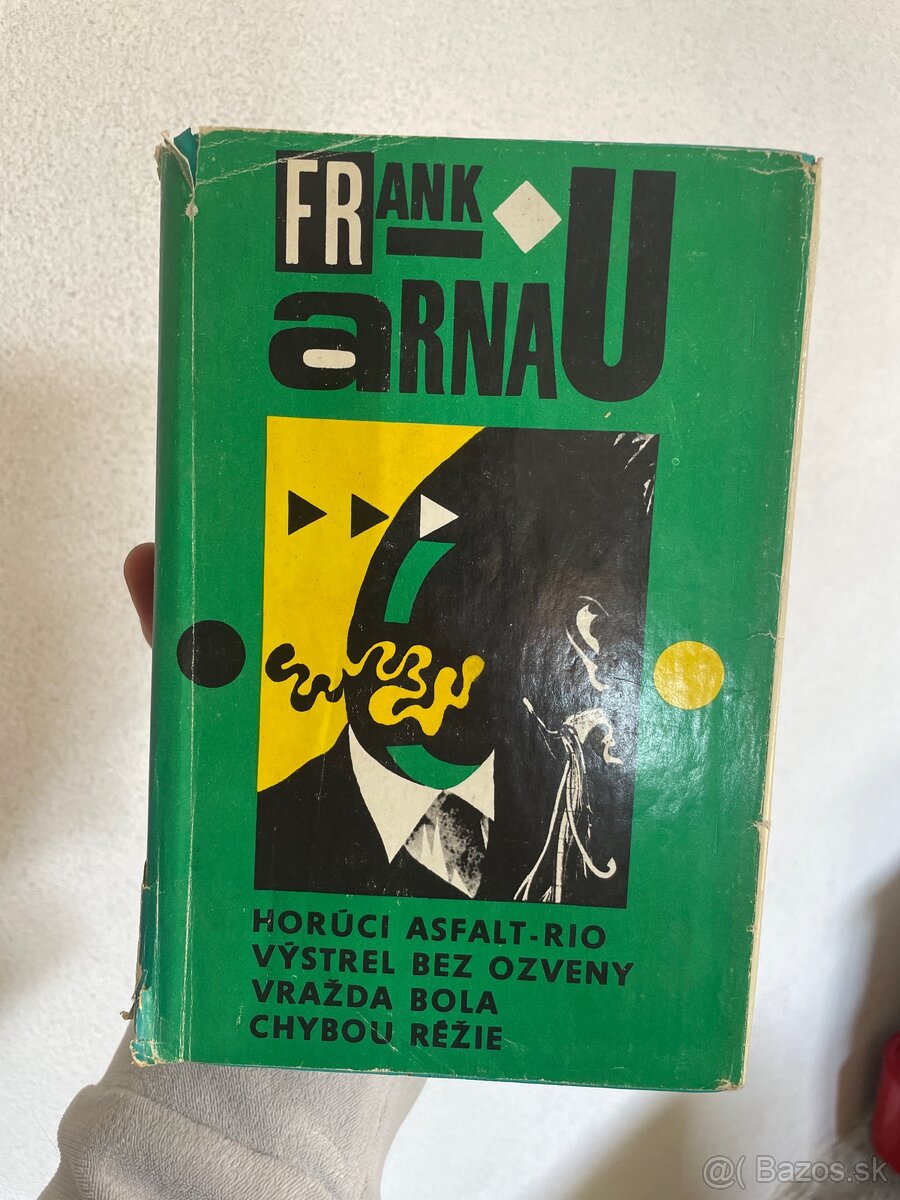 FRANK
ARNAU
HORÚCI ASFALT-RIO
VÝSTREL BEZ OZVENY
VRAŽDA BOLA
CHYBOU RÉŽIE
@( Bazos.sk